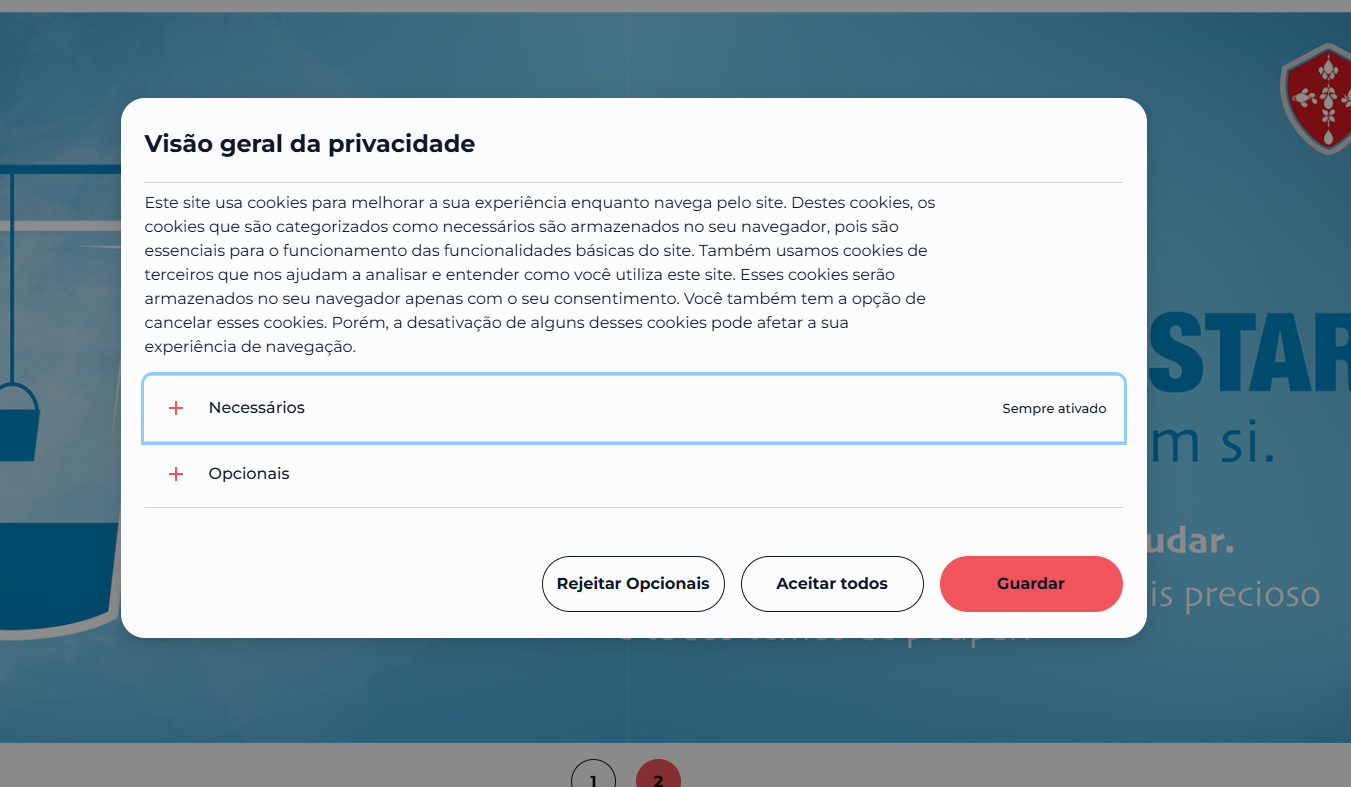 Visão geral da privacidade
Este site usa cookies para melhorar a sua experiência enquanto navega pelo site. Destes cookies, os
cookies que são categorizados como necessários são armazenados no seu navegador, pois são
essenciais para o funcionamento das funcionalidades básicas do site. Também usamos cookies de
terceiros que nos ajudam a analisar e entender como você utiliza este site. Esses cookies serão
armazenados no seu navegador apenas com o seu consentimento. Você também tem a opção de
cancelar esses cookies. Porém, a desativação de alguns desses cookies pode afetar a sua
experiência de navegação.
STAR
m si.
Necessários
Sempre ativado
Opcionais
udar.
Rejeitar Opcionais
Aceitar todos
Guardar
is precioso
1
2